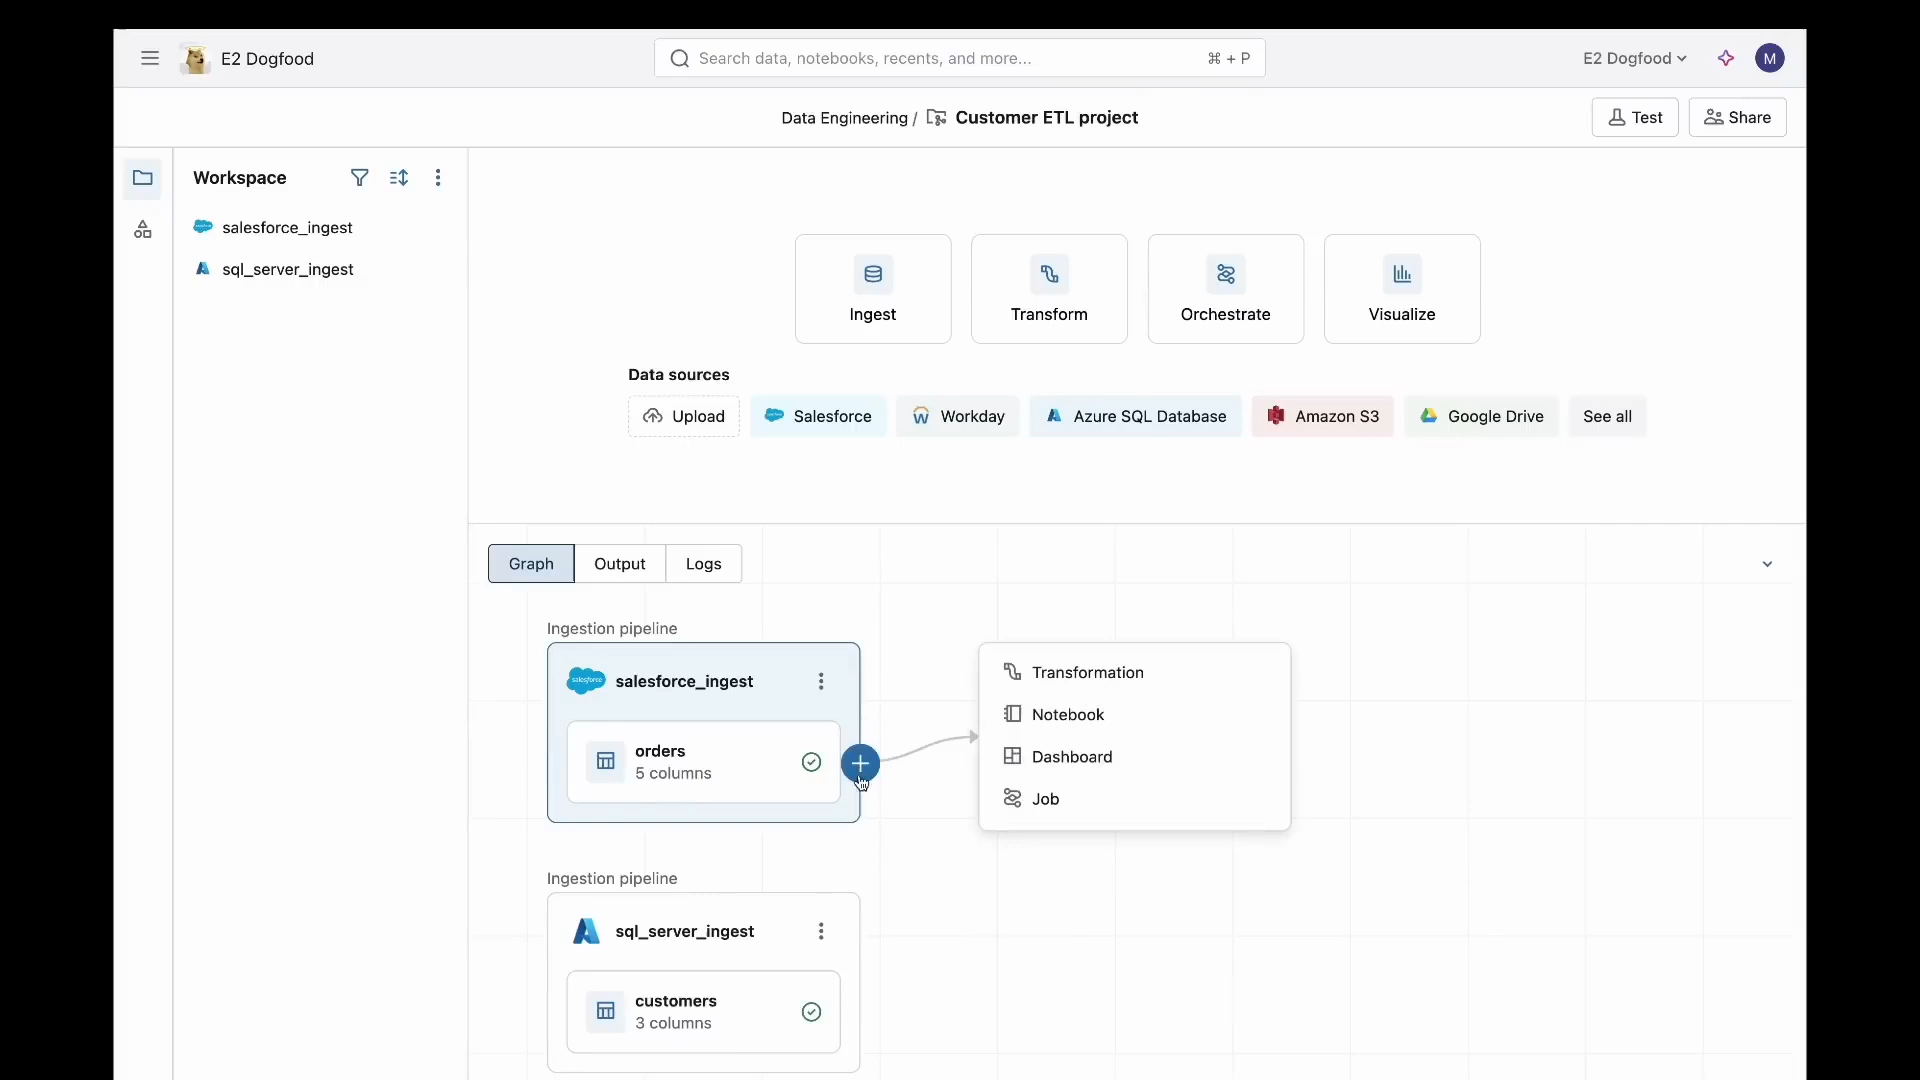 E2 Dogfood
Search data, notebooks, recents, and more...
⌘ + P
E2 Dogfood
M
Data Engineering / Customer ETL project
Test
Share
Workspace
salesforce_ingest
sql_server_ingest
Ingest
Transform
Orchestrate
Visualize
Data sources
Upload
Salesforce
Workday
Azure SQL Database
Amazon S3
Google Drive
See all
Graph
Output
Logs
Ingestion pipeline
salesforce
salesforce_ingest
orders
5 columns
Transformation
Notebook
Dashboard
Job
Ingestion pipeline
sql_server_ingest
customers
3 columns